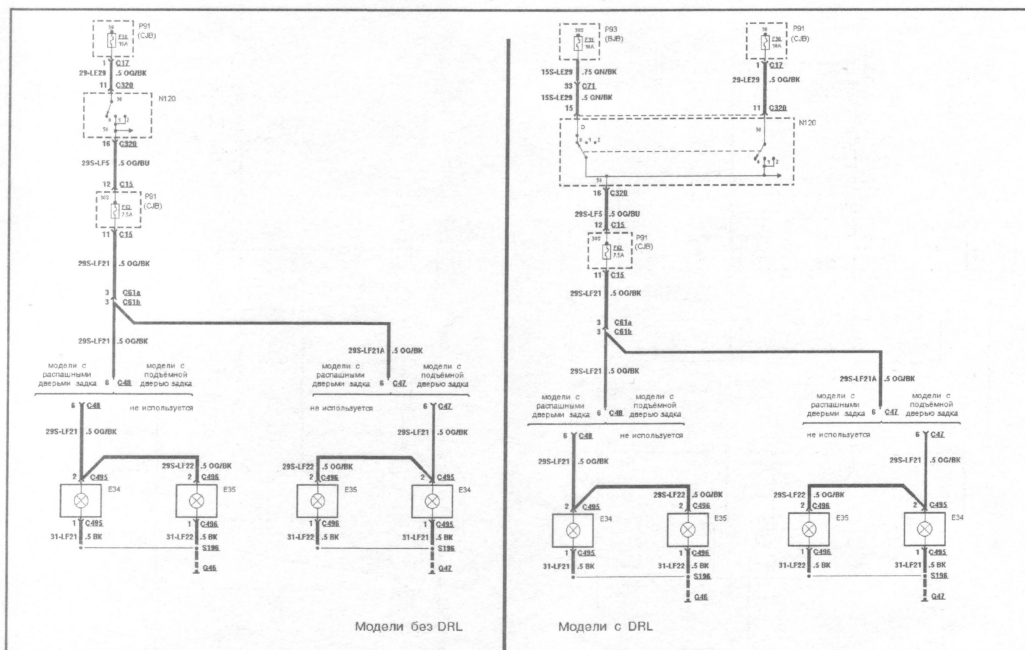 P91
(CJB)
10A
1 C17
29-LE29 .5 OG/BK
11 C320
N120
16 C320
29S-LF5 .5 OG/BU
12 C15
P91
(CJB)
7.5A
11 C15
29S-LF21 .5 OG/BK
3 C61a
3 C61b
29S-LF21 .5 OG/BK
29S-LF21A .5 OG/BK
модели с распашными дверьми задка
6 C48
модели с подъёмной дверью задка
модели с распашными дверьми задка
6 C47
модели с подъёмной дверью задка
6 C48
не используется
не используется
6 C47
29S-LF21 .5 OG/BK
29S-LF21 .5 OG/BK
29S-LF22 .5 OG/BK
29S-LF22 .5 OG/BK
2 C495
2 C496
2 C496
2 C495
E34
E35
E35
E34
1 C495
1 C496
1 C496
1 C495
31-LF21 .5 BK
31-LF22 .5 BK
31-LF22 .5 BK
31-LF21 .5 BK
S196
S196
G46
G47
Модели без DRL
P93
(BJB)
P91
(CJB)
10A
1 C17
15S-LE29 .75 GN/BK
29-LE29 .5 OG/BK
33 C71
15S-LE29 .5 GN/BK
15
11 C320
N120
16 C320
29S-LF5 .5 OG/BU
12 C15
P91
(CJB)
7.5A
11 C15
29S-LF21 .5 OG/BK
3 C61a
3 C61b
29S-LF21 .5 OG/BK
29S-LF21A .5 OG/BK
модели с распашными дверьми задка
6 C48
модели с подъёмной дверью задка
модели с распашными дверьми задка
6 C47
модели с подъёмной дверью задка
6 C48
не используется
не используется
6 C47
29S-LF21 .5 OG/BK
29S-LF21 .5 OG/BK
29S-LF22 .5 OG/BK
29S-LF22 .5 OG/BK
2 C495
2 C496
2 C496
2 C495
E34
E35
E35
E34
1 C495
1 C496
1 C496
1 C495
31-LF21 .5 BK
31-LF22 .5 BK
31-LF22 .5 BK
31-LF21 .5 BK
S196
S196
G46
G47
Модели с DRL